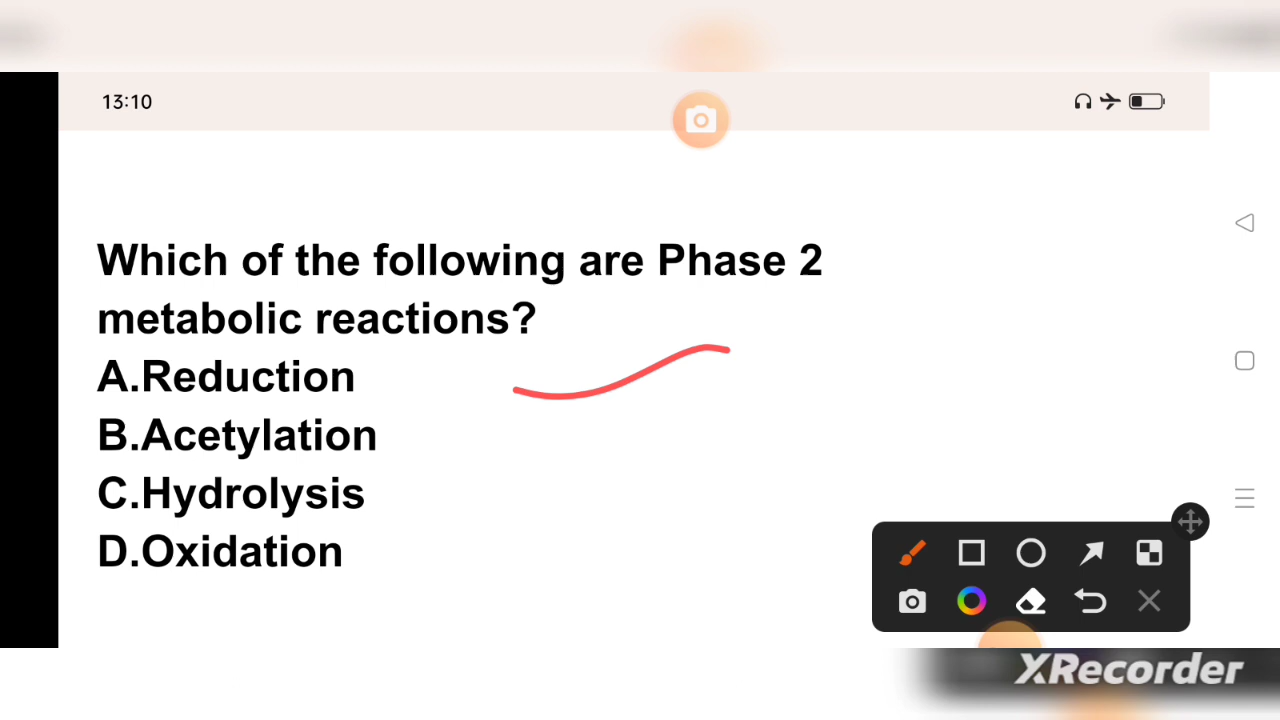 13:10
Which of the following are Phase 2
metabolic reactions?
A.Reduction
B.Acetylation
C.Hydrolysis
D.Oxidation
XRecorder